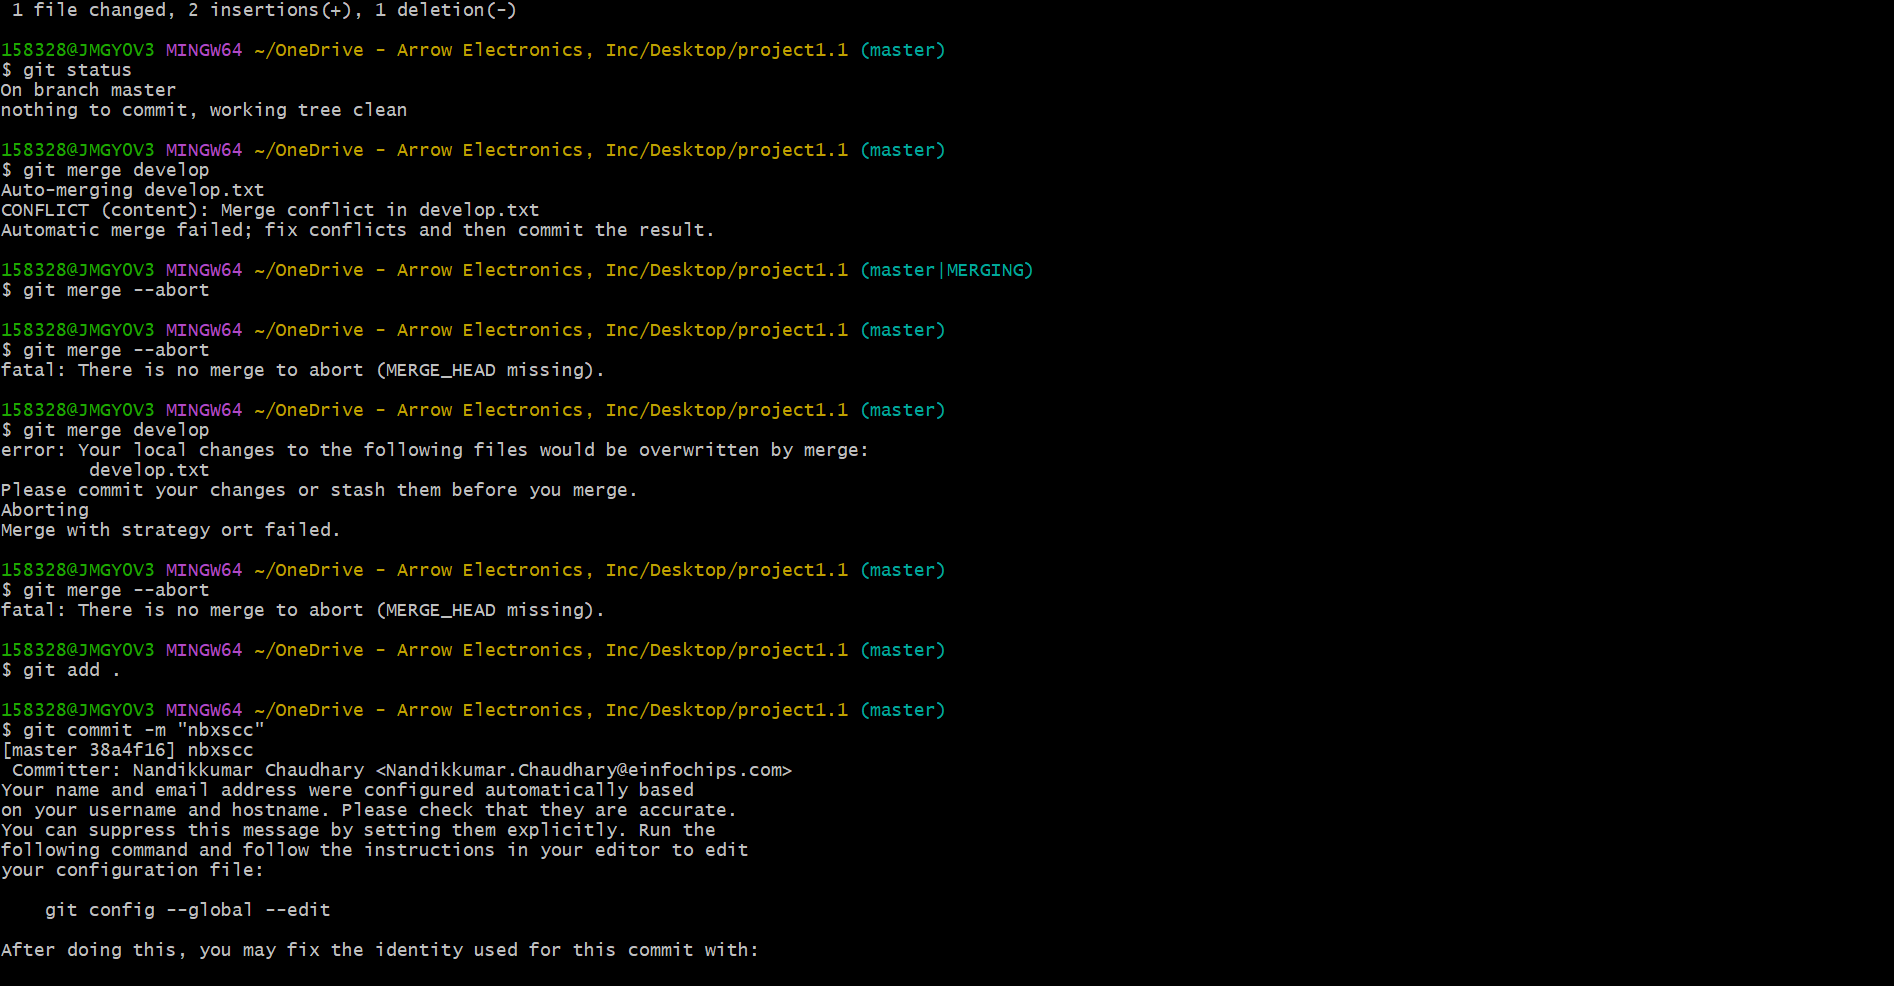 1 file changed, 2 insertions(+), 1 deletion(-)
158328@JMGYOV3 MINGW64 ~/OneDrive - Arrow Electronics, Inc/Desktop/project1.1 (master)
$ git status
On branch master
nothing to commit, working tree clean
158328@JMGYOV3 MINGW64 ~/OneDrive - Arrow Electronics, Inc/Desktop/project1.1 (master)
$ git merge develop
Auto-merging develop.txt
CONFLICT (content): Merge conflict in develop.txt
Automatic merge failed; fix conflicts and then commit the result.
158328@JMGYOV3 MINGW64 ~/OneDrive - Arrow Electronics, Inc/Desktop/project1.1 (master|MERGING)
$ git merge --abort
158328@JMGYOV3 MINGW64 ~/OneDrive - Arrow Electronics, Inc/Desktop/project1.1 (master)
$ git merge --abort
fatal: There is no merge to abort (MERGE_HEAD missing).
158328@JMGYOV3 MINGW64 ~/OneDrive - Arrow Electronics, Inc/Desktop/project1.1 (master)
$ git merge develop
error: Your local changes to the following files would be overwritten by merge:
develop.txt
Please commit your changes or stash them before you merge.
Aborting
Merge with strategy ort failed.
158328@JMGYOV3 MINGW64 ~/OneDrive - Arrow Electronics, Inc/Desktop/project1.1 (master)
$ git merge --abort
fatal: There is no merge to abort (MERGE_HEAD missing).
158328@JMGYOV3 MINGW64 ~/OneDrive - Arrow Electronics, Inc/Desktop/project1.1 (master)
$ git add .
158328@JMGYOV3 MINGW64 ~/OneDrive - Arrow Electronics, Inc/Desktop/project1.1 (master)
$ git commit -m "nbxscc"
[master 38a4f16] nbxscc
Committer: Nandikkumar Chaudhary <Nandikkumar.Chaudhary@einfochips.com>
Your name and email address were configured automatically based
on your username and hostname. Please check that they are accurate.
You can suppress this message by setting them explicitly. Run the
following command and follow the instructions in your editor to edit
your configuration file:
git config --global --edit
After doing this, you may fix the identity used for this commit with: